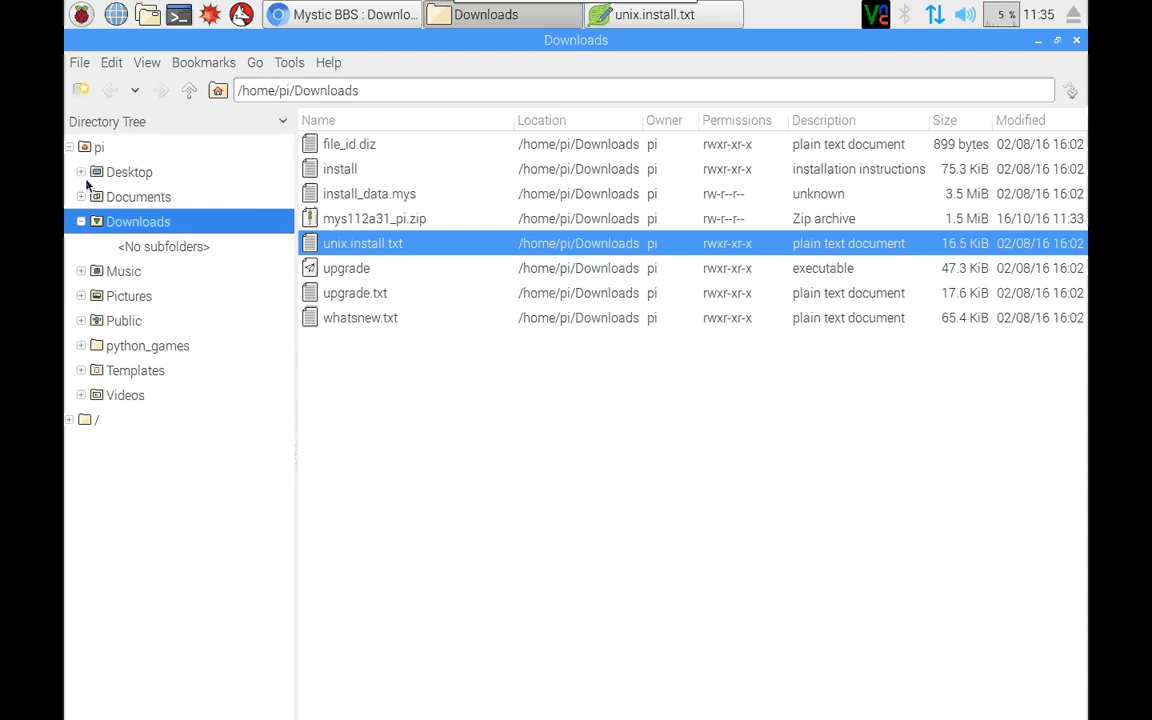 Mystic BBS : Downlo... Downloads unix.install.txt 5 % 11:35
Downloads
File Edit View Bookmarks Go Tools Help
/home/pi/Downloads
Directory Tree
pi
Desktop
Documents
Downloads
<No subfolders>
Music
Pictures
Public
python_games
Templates
Videos
/
Name Location Owner Permissions Description Size Modified
file_id.diz /home/pi/Downloads pi rwxr-xr-x plain text document 899 bytes 02/08/16 16:02
install /home/pi/Downloads pi rwxr-xr-x installation instructions 75.3 KiB 02/08/16 16:02
install_data.mys /home/pi/Downloads pi rw-r--r-- unknown 3.5 MiB 02/08/16 16:02
mys112a31_pi.zip /home/pi/Downloads pi rw-r--r-- Zip archive 1.5 MiB 16/10/16 11:33
unix.install.txt /home/pi/Downloads pi rwxr-xr-x plain text document 16.5 KiB 02/08/16 16:02
upgrade /home/pi/Downloads pi rwxr-xr-x executable 47.3 KiB 02/08/16 16:02
upgrade.txt /home/pi/Downloads pi rwxr-xr-x plain text document 17.6 KiB 02/08/16 16:02
whatsnew.txt /home/pi/Downloads pi rwxr-xr-x plain text document 65.4 KiB 02/08/16 16:02